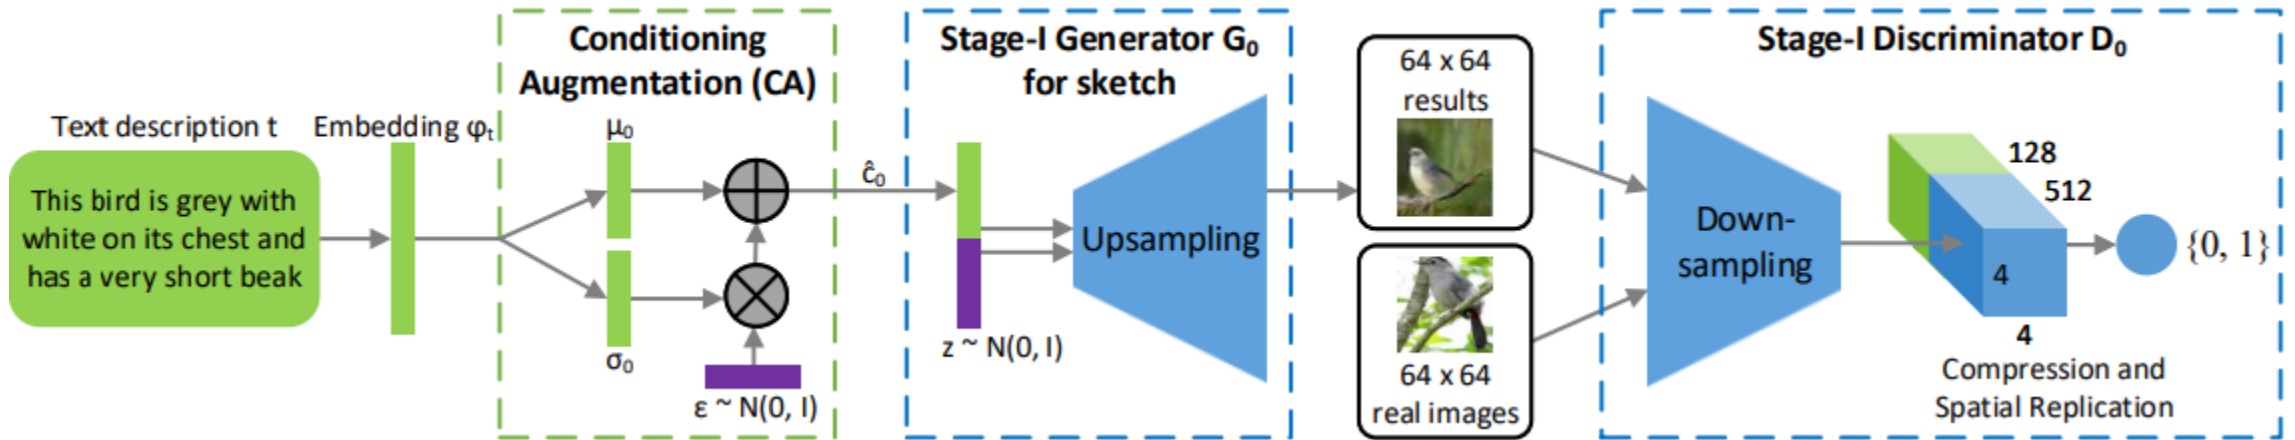 Text description t
This bird is grey with
white on its chest and
has a very short beak
Embedding φₜ
Conditioning
Augmentation (CA)
μ₀
σ₀
ε ~ N(0, I)
ĉ₀
Stage-I Generator G₀
for sketch
z ~ N(0, I)
Upsampling
64 x 64
results
64 x 64
real images
Stage-I Discriminator D₀
Down-
sampling
128
512
4
4
{0, 1}
Compression and
Spatial Replication